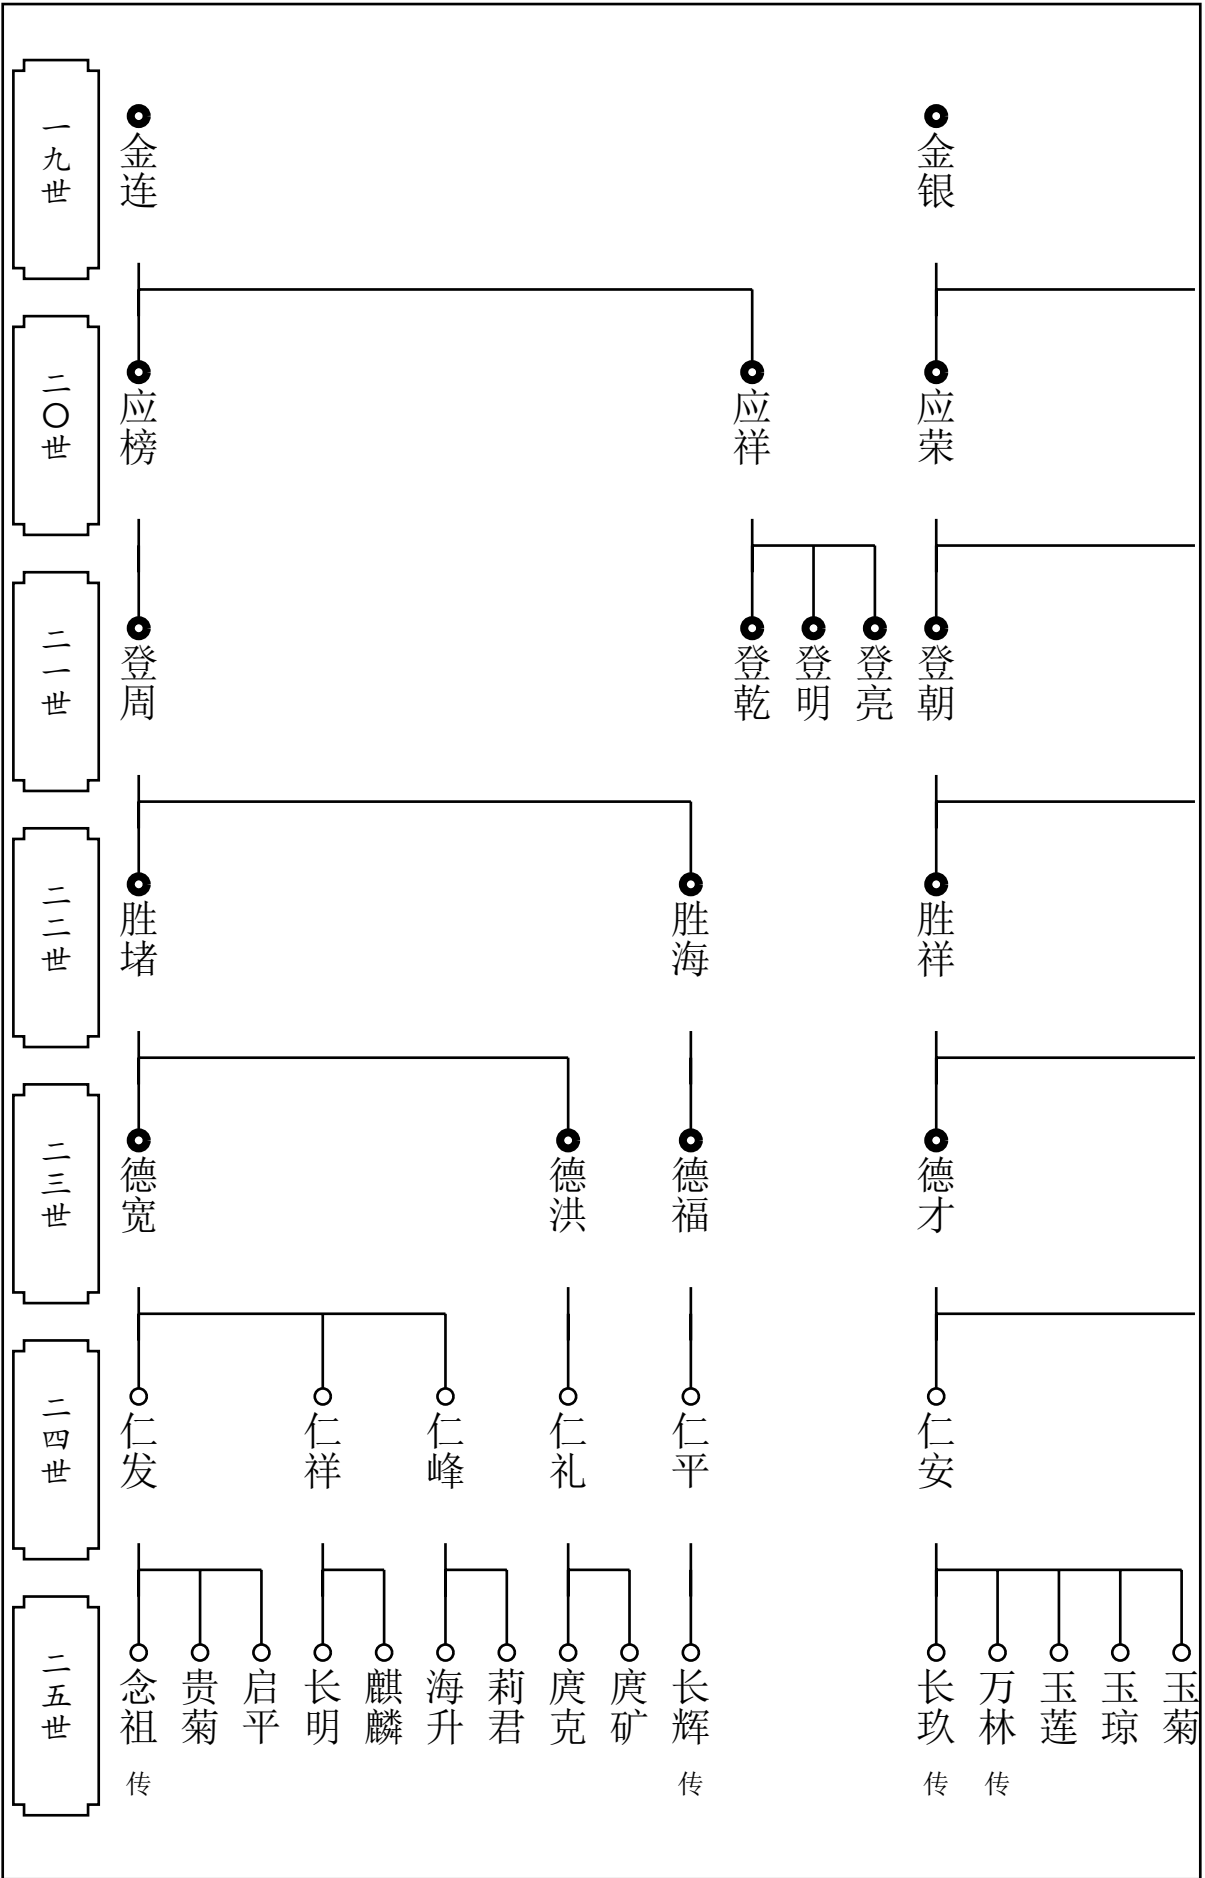 一九世
金连
金银
二〇世
应榜
应祥
应荣
二一世
登周
登乾
登明
登亮
登朝
二二世
胜堵
胜海
胜祥
二三世
德宽
德洪
德福
德才
二四世
仁发
仁祥
仁峰
仁礼
仁平
仁安
二五世
念祖
贵菊
启平
长明
麒麟
海升
莉君
庹克
庹矿
长辉
长玖
万林
玉莲
玉琼
玉菊
传
传
传
传